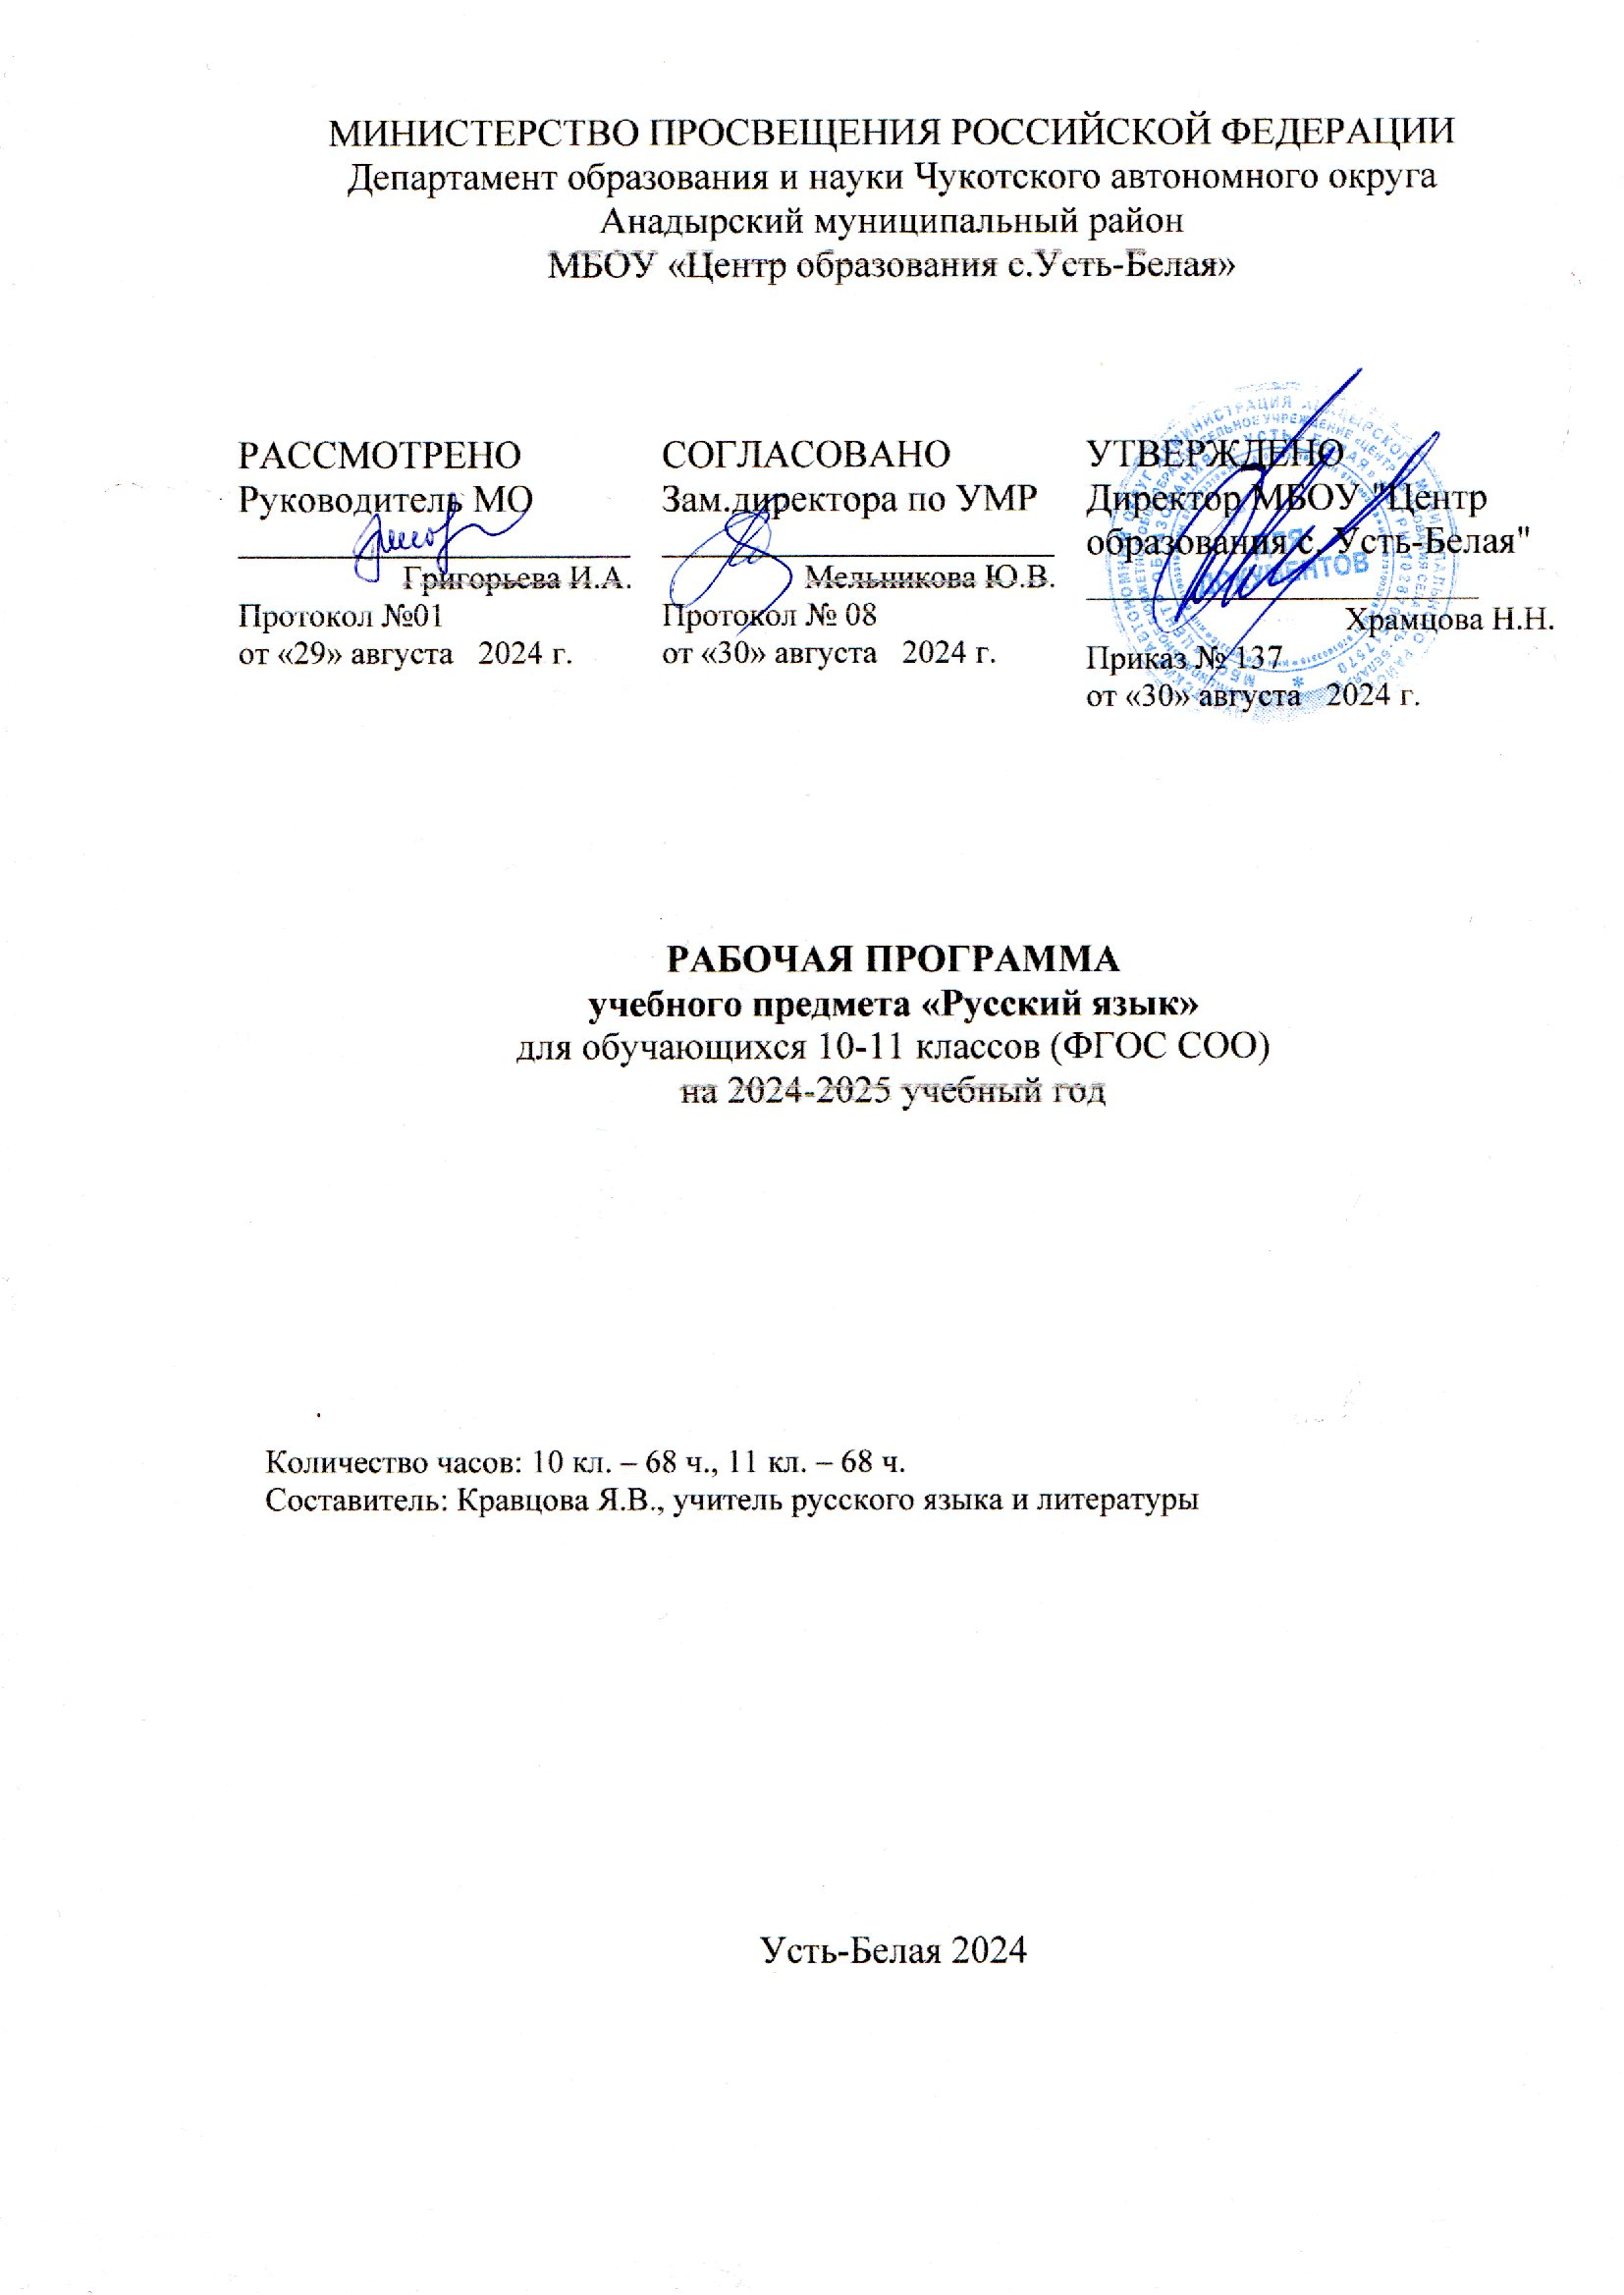 МИНИСТЕРСТВО ПРОСВЕЩЕНИЯ РОССИЙСКОЙ ФЕДЕРАЦИИ
Департамент образования и науки Чукотского автономного округа
Анадырский муниципальный район
МБОУ «Центр образования с.Усть-Белая»
РАССМОТРЕНО
Руководитель МО
Григорьева И.А.
Протокол №01
от «29» августа 2024 г.
СОГЛАСОВАНО
Зам.директора по УМР
Мельникова Ю.В.
Протокол № 08
от «30» августа 2024 г.
УТВЕРЖДЕНО
Директор МБОУ "Центр
образования с. Усть-Белая"
Храмцова Н.Н.
Приказ № 137
от «30» августа 2024 г.
ДЛЯ
ДОКУМЕНТОВ
РАБОЧАЯ ПРОГРАММА
учебного предмета «Русский язык»
для обучающихся 10-11 классов (ФГОС СОО)
на 2024-2025 учебный год
Количество часов: 10 кл. – 68 ч., 11 кл. – 68 ч.
Составитель: Кравцова Я.В., учитель русского языка и литературы
Усть-Белая 2024